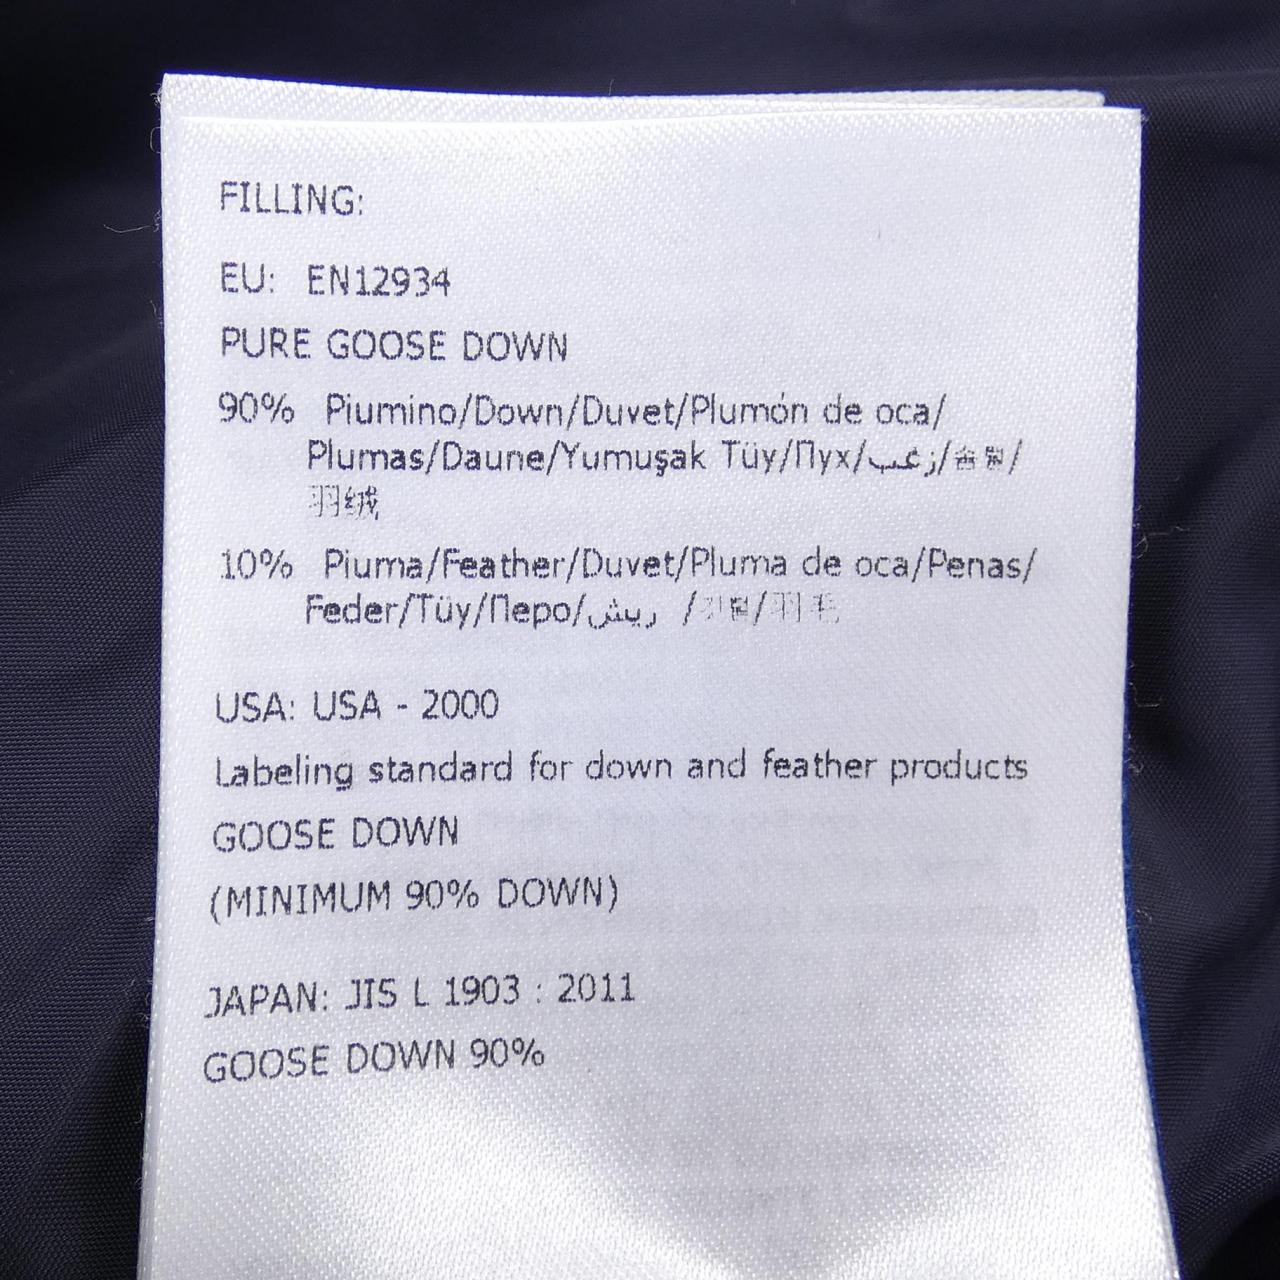 FILLING:
EU: EN12934
PURE GOOSE DOWN
90% Piumino/Down/Duvet/Plumón de oca/
Plumas/Daune/Yumuşak Tüy/Пух/زغب/솜털/
羽绒
10% Piuma/Feather/Duvet/Pluma de oca/Penas/
Feder/Tüy/Перо/ريش /깃털/羽毛
USA: USA - 2000
Labeling standard for down and feather products
GOOSE DOWN
(MINIMUM 90% DOWN)
JAPAN: JIS L 1903 : 2011
GOOSE DOWN 90%